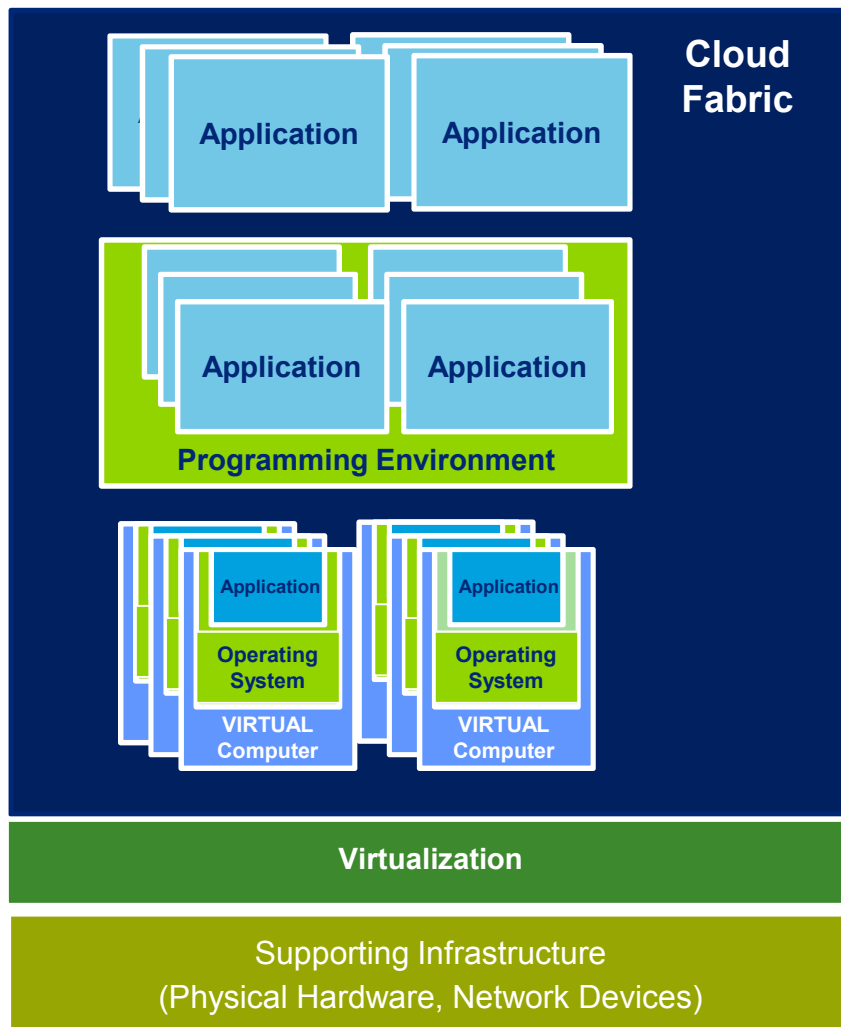 Cloud
Fabric
Application
Application
Application
Application
Programming Environment
Application
Application
Operating
System
Operating
System
VIRTUAL
Computer
VIRTUAL
Computer
Virtualization
Supporting Infrastructure
(Physical Hardware, Network Devices)